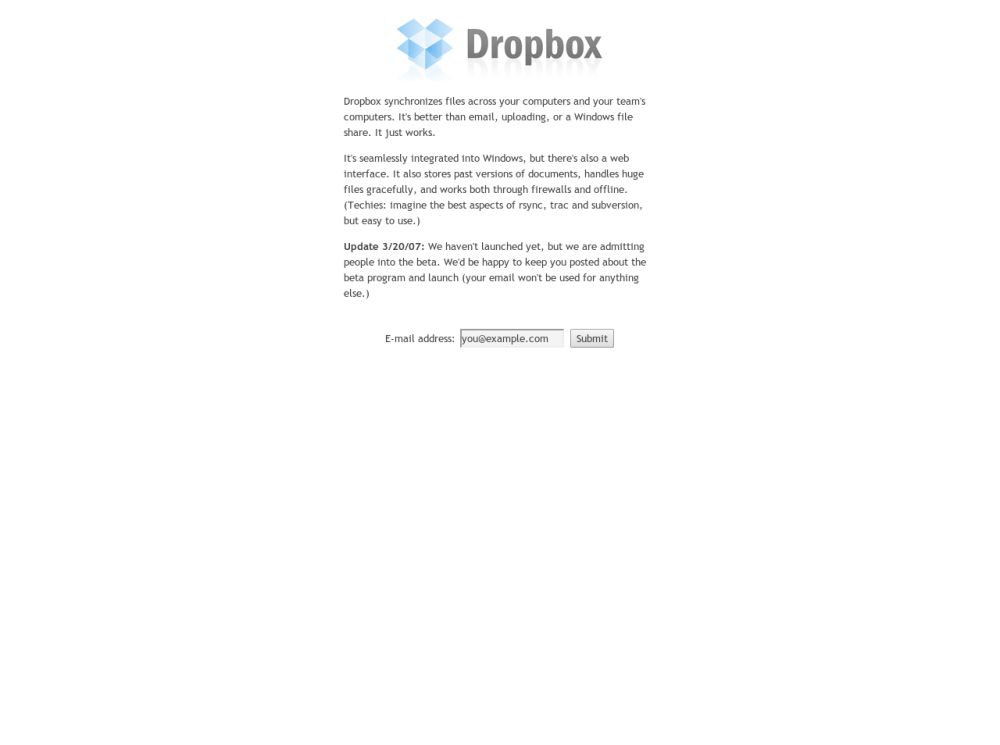 Dropbox
Dropbox synchronizes files across your computers and your team's
computers. It's better than email, uploading, or a Windows file
share. It just works.
It's seamlessly integrated into Windows, but there's also a web
interface. It also stores past versions of documents, handles huge
files gracefully, and works both through firewalls and offline.
(Techies: imagine the best aspects of rsync, trac and subversion,
but easy to use.)
Update 3/20/07: We haven't launched yet, but we are admitting
people into the beta. We'd be happy to keep you posted about the
beta program and launch (your email won't be used for anything
else.)
E-mail address: you@example.com Submit